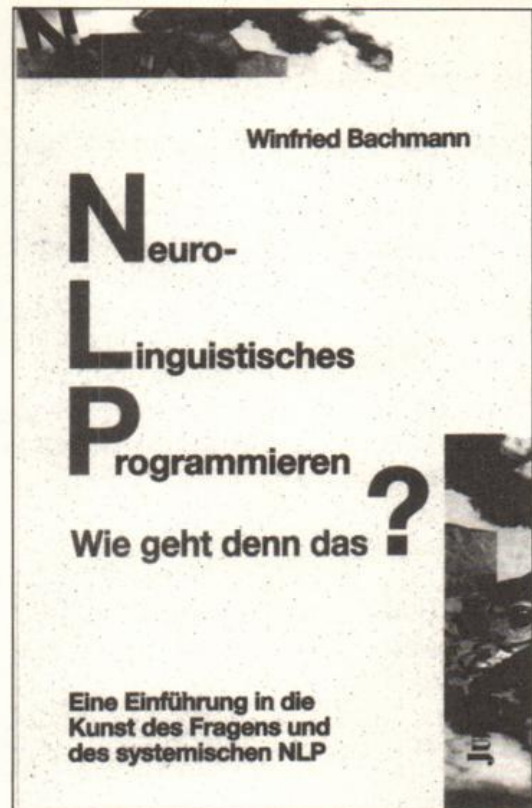 N
Winfried Bachmann
Neuro-
Linguistisches
Programmieren
Wie geht denn das?
Eine Einführung in die
Kunst des Fragens und
des systemischen NLP
Ju